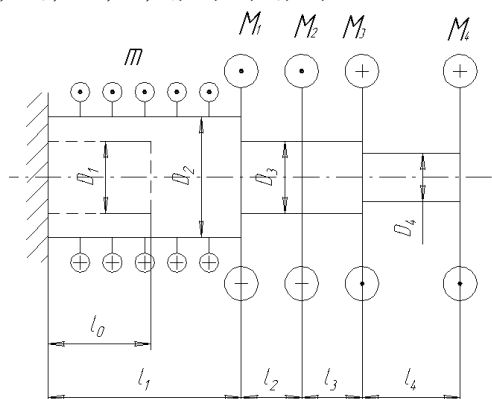 m M₁ M₂ M₃ M₄
D₁ D₂ D₃ D₄
l₀
l₁ l₂ l₃ l₄